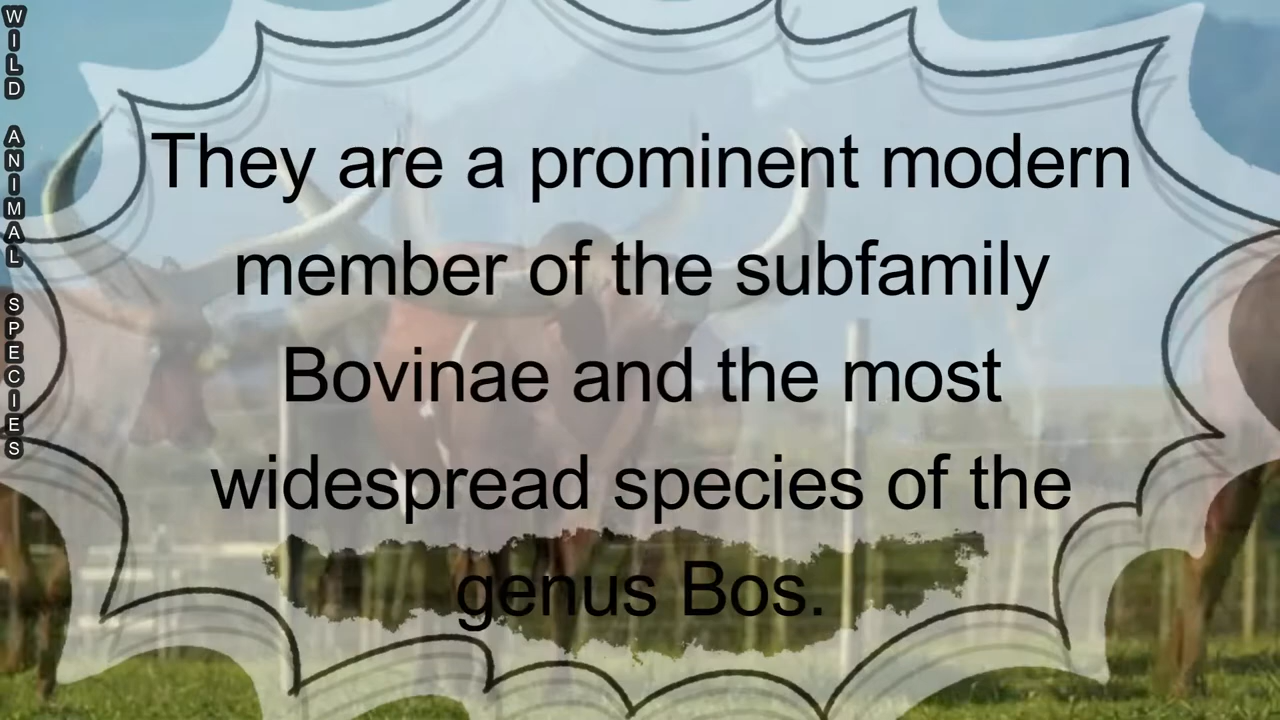 WILD ANIMAL SPECIES
They are a prominent modern
member of the subfamily
Bovinae and the most
widespread species of the
genus Bos.